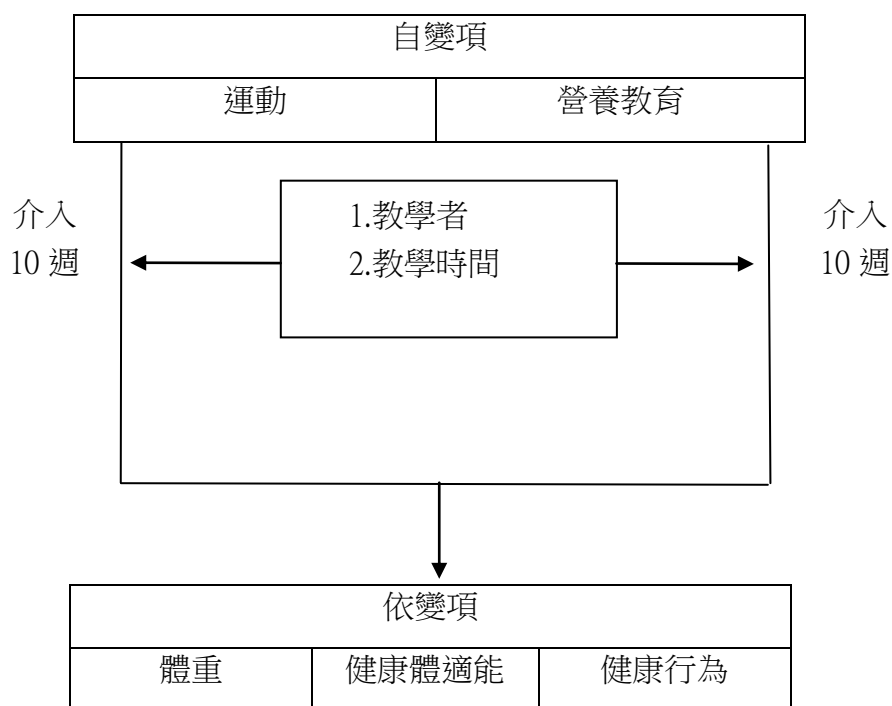 自變項
運動
營養教育
介入
10 週
1.教學者
2.教學時間
介入
10 週
依變項
體重
健康體適能
健康行為